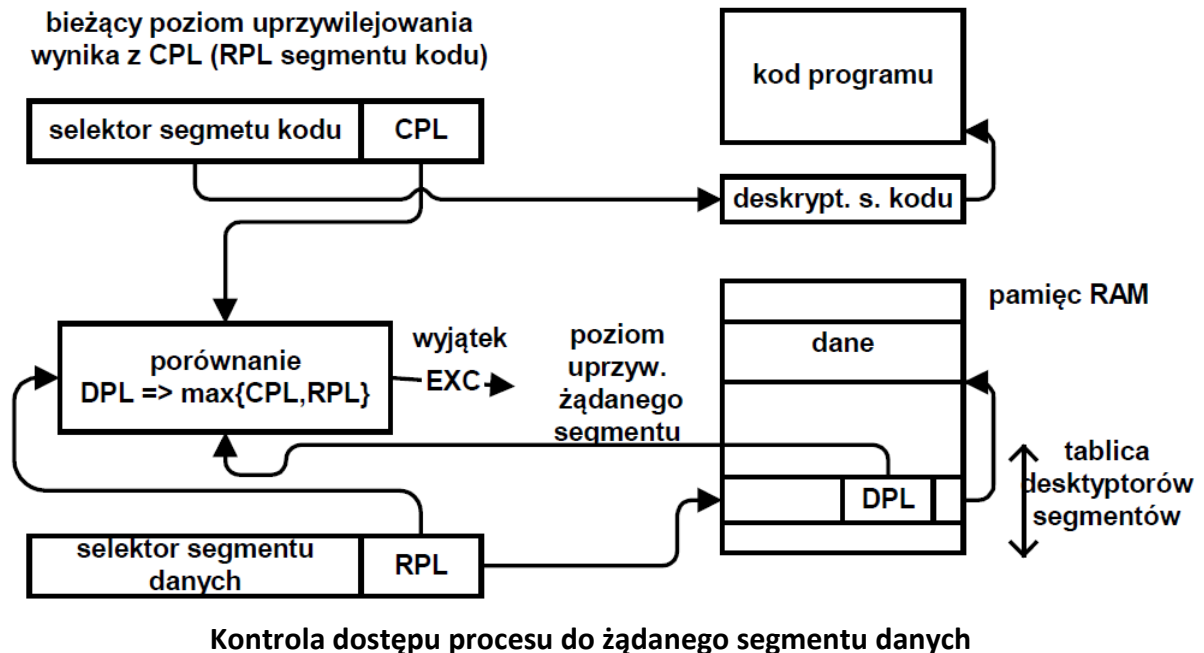 bieżący poziom uprzywilejowania
wynika z CPL (RPL segmentu kodu)
selektor segmetu kodu
CPL
kod programu
deskrypt. s. kodu
pamięc RAM
porównanie
DPL => max{CPL,RPL}
wyjątek
EXC
poziom
uprzyw.
żądanego
segmentu
dane
DPL
tablica
desktyptorów
segmentów
selektor segmentu
danych
RPL
Kontrola dostępu procesu do żądanego segmentu danych